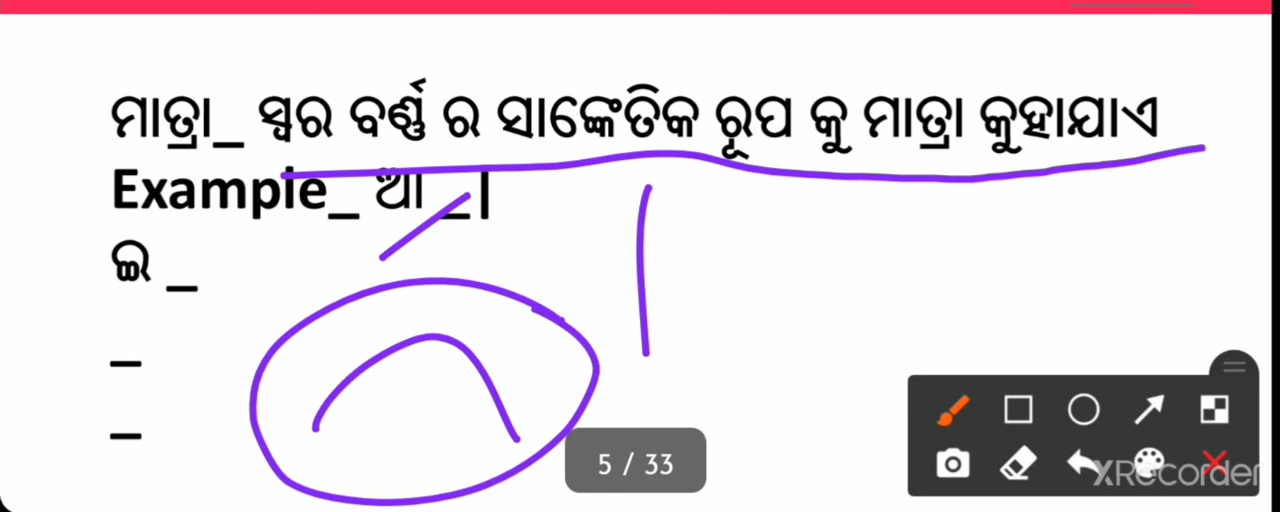 ମାତ୍ରା_ ସ୍ୱର ବର୍ଣ୍ଣ ର ସାଙ୍କେତିକ ରୂପ କୁ ମାତ୍ରା କୁହାଯାଏ
Example_ ଆ _|
ଇ _
_
_
5 / 33
XRecorder